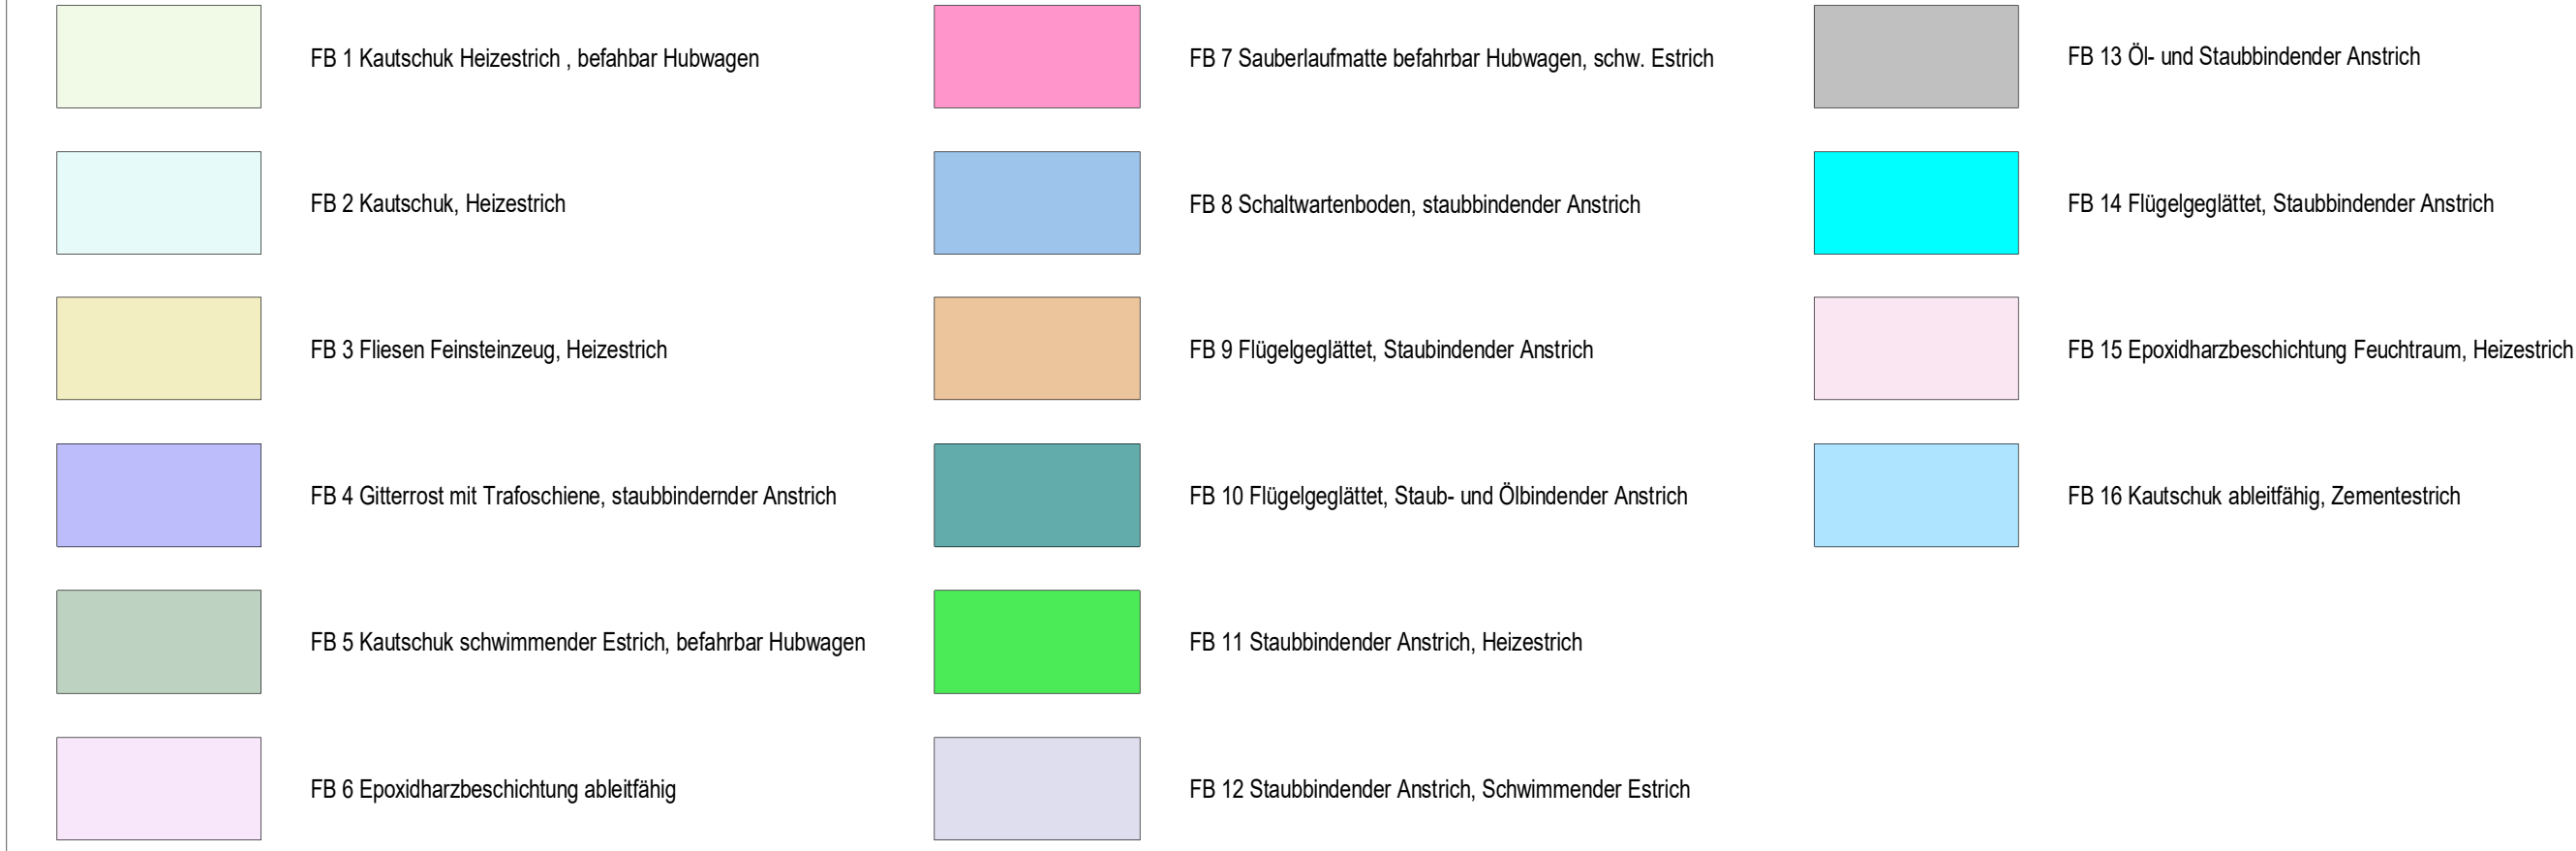 FB 1 Kautschuk Heizestrich , befahbar Hubwagen
FB 2 Kautschuk, Heizestrich
FB 3 Fliesen Feinsteinzeug, Heizestrich
FB 4 Gitterrost mit Trafoschiene, staubbindernder Anstrich
FB 5 Kautschuk schwimmender Estrich, befahrbar Hubwagen
FB 6 Epoxidharzbeschichtung ableitfähig
FB 7 Sauberlaufmatte befahrbar Hubwagen, schw. Estrich
FB 8 Schaltwartenboden, staubbindender Anstrich
FB 9 Flügelgeglättet, Staubindender Anstrich
FB 10 Flügelgeglättet, Staub- und Ölbindender Anstrich
FB 11 Staubbindender Anstrich, Heizestrich
FB 12 Staubbindender Anstrich, Schwimmender Estrich
FB 13 Öl- und Staubbindender Anstrich
FB 14 Flügelgeglättet, Staubbindender Anstrich
FB 15 Epoxidharzbeschichtung Feuchtraum, Heizestrich
FB 16 Kautschuk ableitfähig, Zementestrich